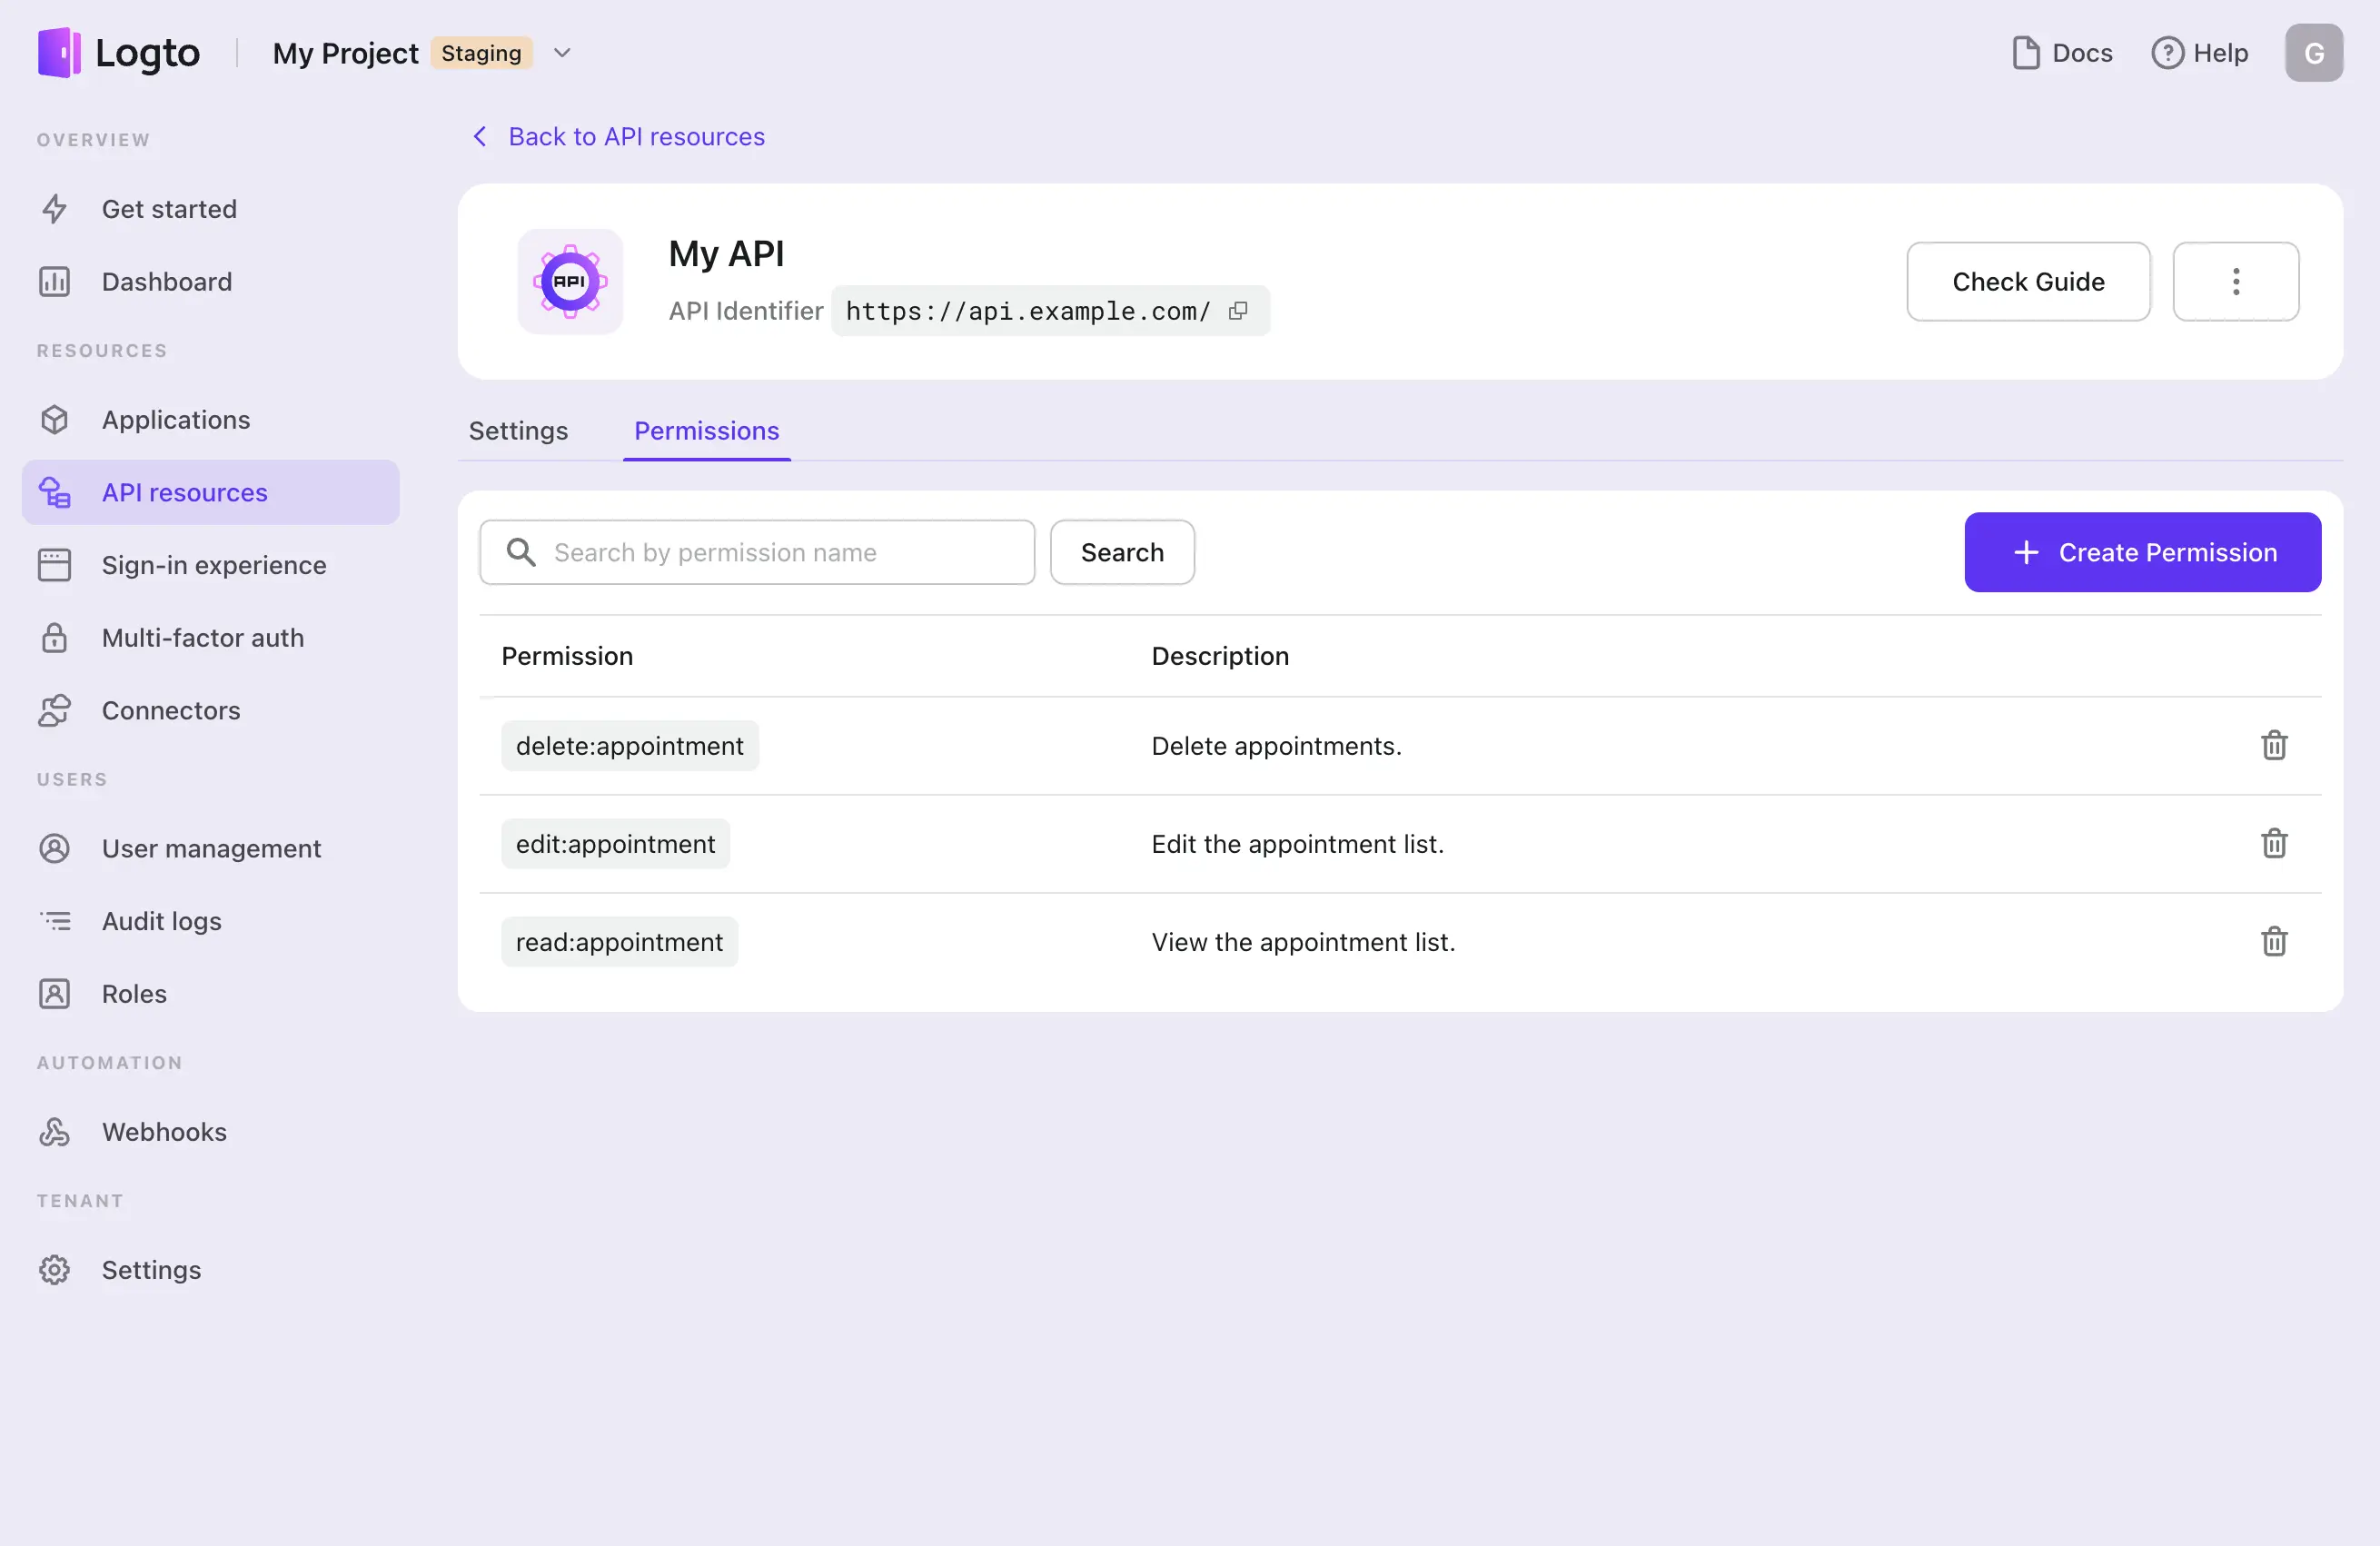 Logto
My Project
Staging
Docs
Help
G
OVERVIEW
Get started
Dashboard
RESOURCES
Applications
API resources
Sign-in experience
Multi-factor auth
Connectors
USERS
User management
Audit logs
Roles
AUTOMATION
Webhooks
TENANT
Settings
Back to API resources
API
My API
API Identifier https://api.example.com/
Check Guide
Settings
Permissions
Search by permission name
Search
Create Permission
Permission
Description
delete:appointment
Delete appointments.
edit:appointment
Edit the appointment list.
read:appointment
View the appointment list.